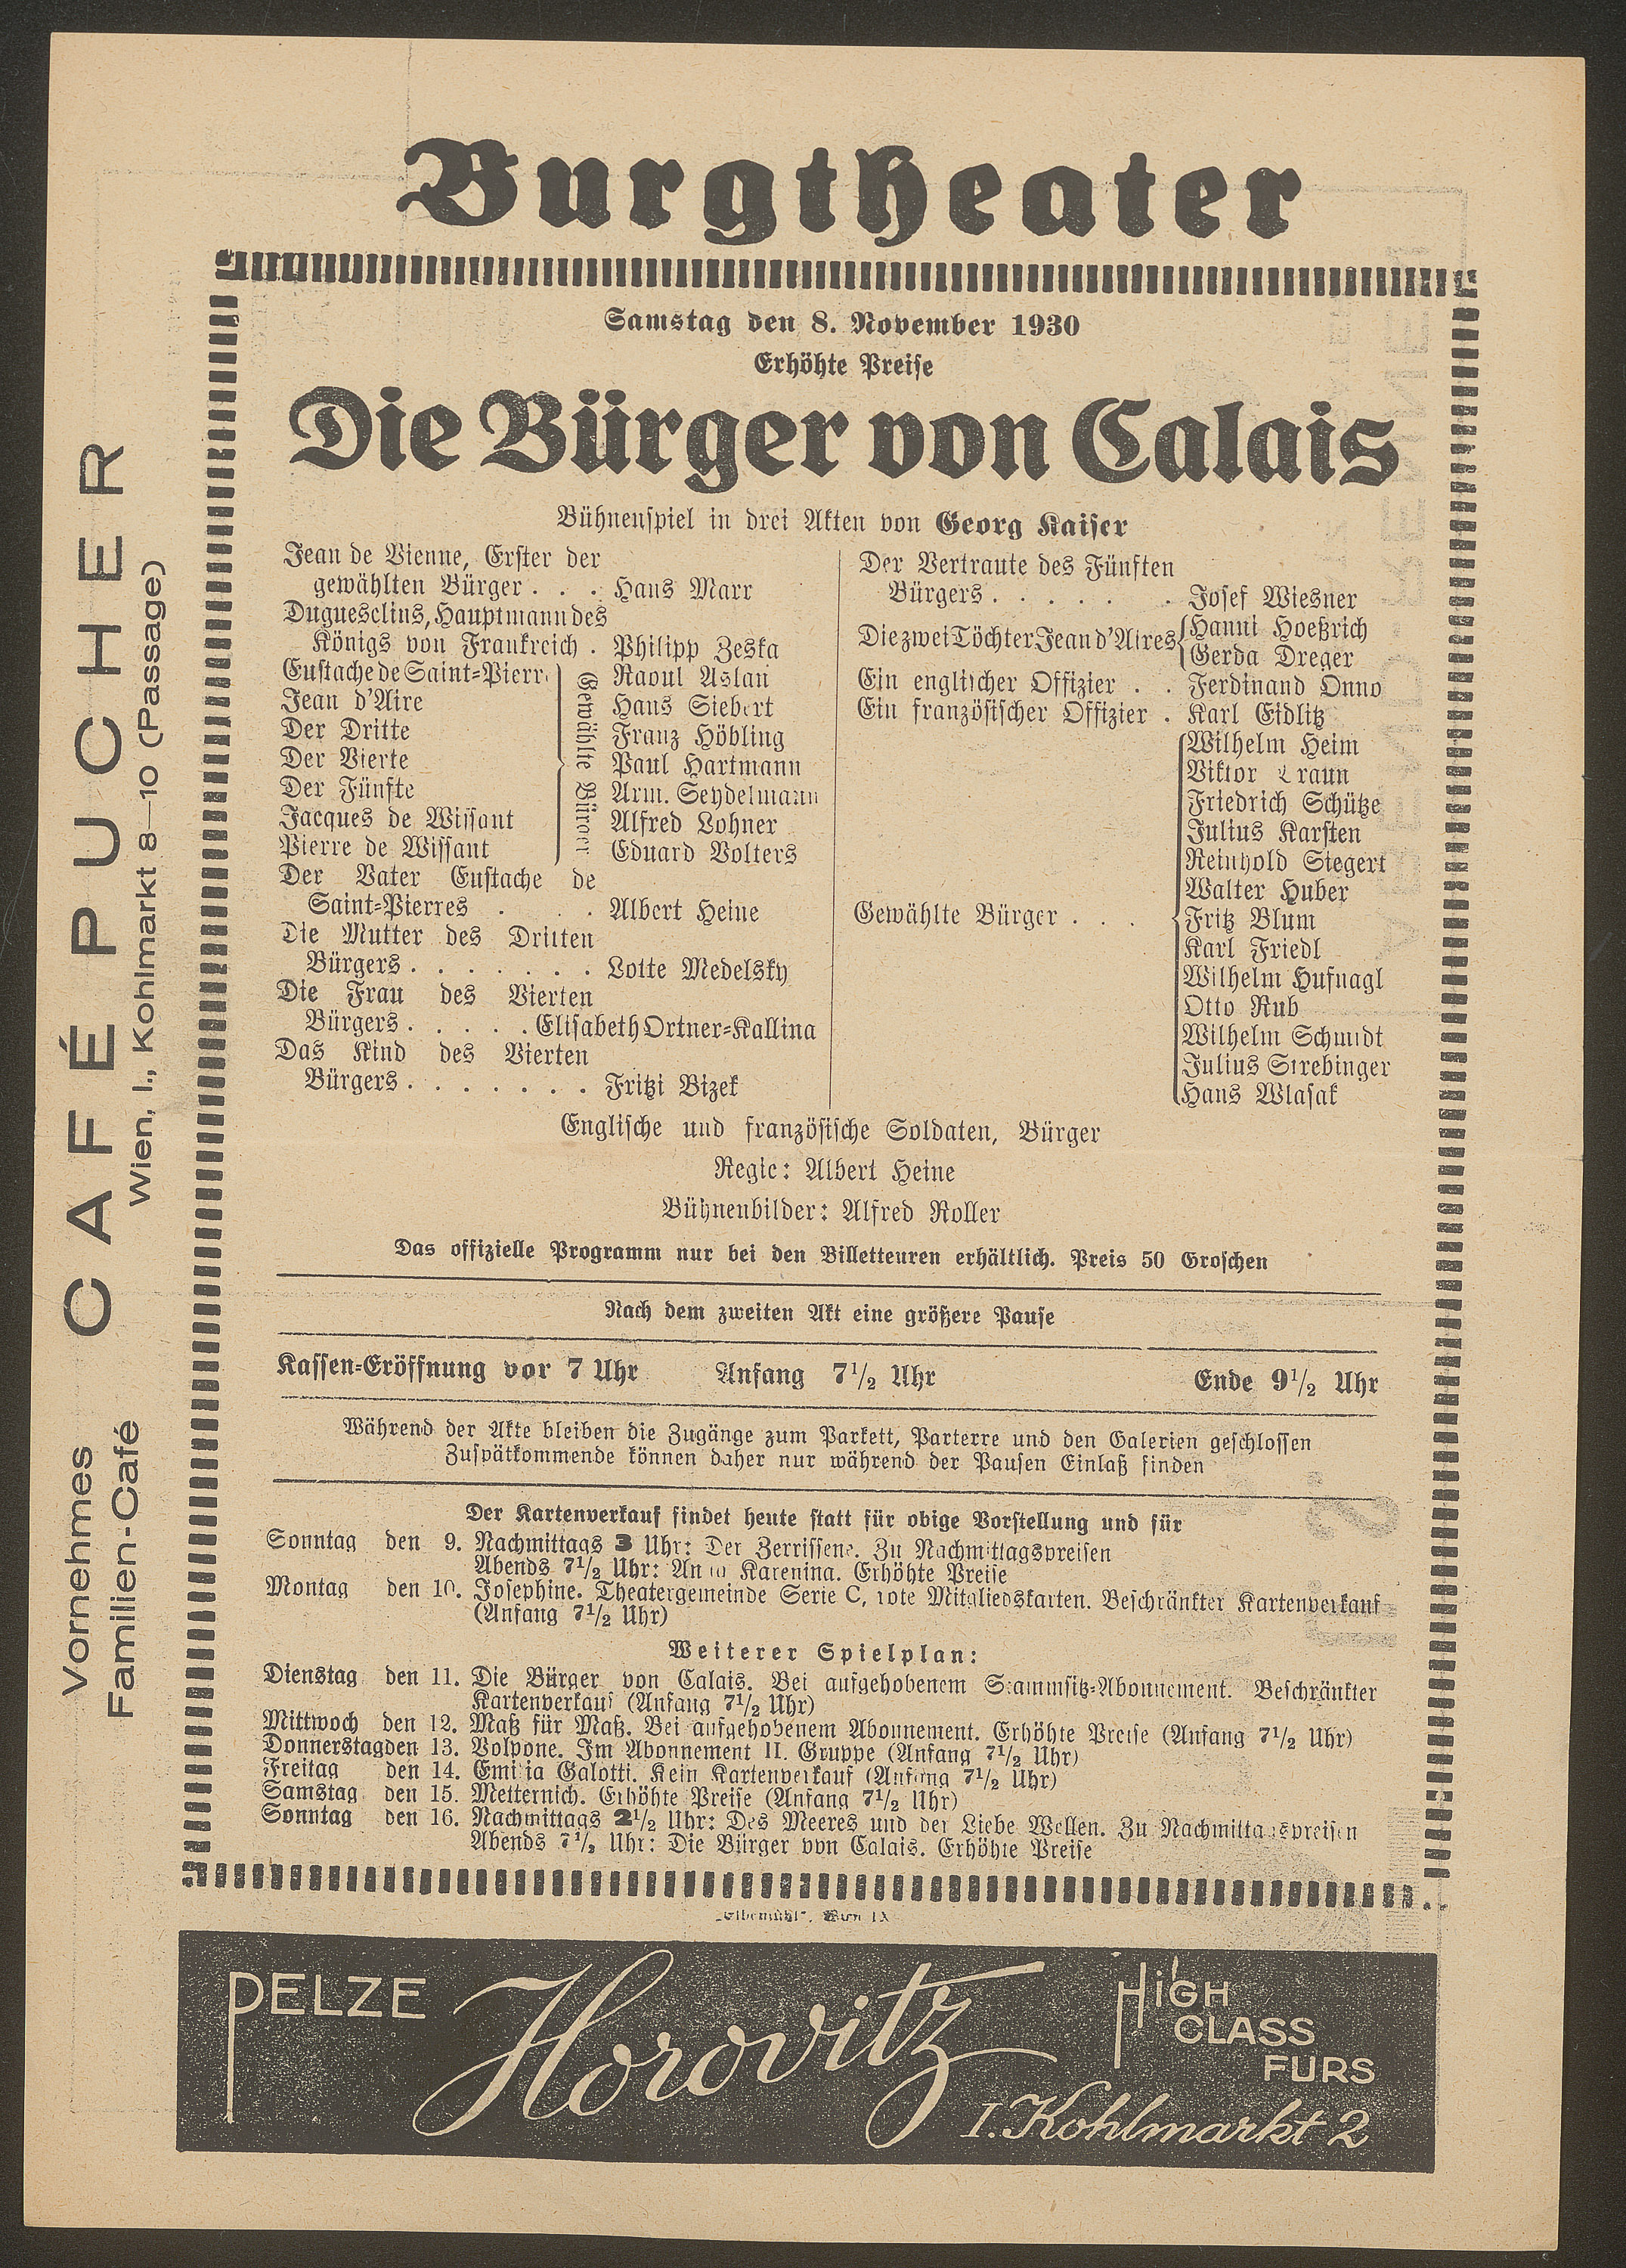 Burgtheater
Samstag den 8. November 1930
Erhöhte Preise
Die Bürger von Calais
Bühnenspiel in drei Akten von Georg Kaiser
Jean de Vienne, Erster der
gewählten Bürger . . . Hans Marr
Duguesclins, Hauptmann des
Königs von Frankreich . Philipp Zeska
Eustache de Saint-Pierre Raoul Aslan
Jean d'Aire Hans Siebert
Der Dritte Franz Höbling
Der Vierte Paul Hartmann
Der Fünfte Arm. Seydelmann
Jacques de Wissant Alfred Lohner
Pierre de Wissant Eduard Volters
Gewählte Bürger
Der Vater Eustache de
Saint-Pierres . . . Albert Heine
Die Mutter des Dritten
Bürgers . . . . . . . Lotte Medelsky
Die Frau des Vierten
Bürgers . . . . . Elisabeth Ortner-Kallina
Das Kind des Vierten
Bürgers . . . . . . . Fritzi Bizek
Der Vertraute des Fünften
Bürgers . . . . . . Josef Wiesner
Die zwei Töchter Jean d'Aires Hanni Hoeßrich
Gerda Dreger
Ein englischer Offizier . . Ferdinand Onno
Ein französischer Offizier . Karl Eidlitz
Gewählte Bürger . . .
Wilhelm Heim
Viktor Kraun
Friedrich Schütze
Julius Karsten
Reinhold Siegert
Walter Huber
Fritz Blum
Karl Friedl
Wilhelm Hufnagl
Otto Rub
Wilhelm Schmidt
Julius Strebinger
Hans Wlasak
Englische und französische Soldaten, Bürger
Regie: Albert Heine
Bühnenbilder: Alfred Roller
Das offizielle Programm nur bei den Billetteuren erhältlich. Preis 50 Groschen
Nach dem zweiten Akt eine größere Pause
Kassen-Eröffnung vor 7 Uhr Anfang 7½ Uhr Ende 9½ Uhr
Während der Akte bleiben die Zugänge zum Parkett, Parterre und den Galerien geschlossen
Zuspätkommende können daher nur während der Pausen Einlaß finden
Der Kartenverkauf findet heute statt für obige Vorstellung und für
Sonntag den 9. Nachmittags 3 Uhr: Der Zerrissene. Zu Nachmittagspreisen
Abends 7½ Uhr: Anna Karenina. Erhöhte Preise
Montag den 10. Josephine. Theatergemeinde Serie C, rote Mitgliedskarten. Beschränkter Kartenverkauf
(Anfang 7½ Uhr)
Weiterer Spielplan:
Dienstag den 11. Die Bürger von Calais. Bei aufgehobenem Stammsitz-Abonnement. Beschränkter
Kartenverkauf (Anfang 7½ Uhr)
Mittwoch den 12. Maß für Maß. Bei aufgehobenem Abonnement. Erhöhte Preise (Anfang 7½ Uhr)
Donnerstag den 13. Volpone. Im Abonnement II. Gruppe (Anfang 7½ Uhr)
Freitag den 14. Emilia Galotti. Kein Kartenverkauf (Anfang 7½ Uhr)
Samstag den 15. Metternich. Erhöhte Preise (Anfang 7½ Uhr)
Sonntag den 16. Nachmittags 2½ Uhr: Des Meeres und der Liebe Wellen. Zu Nachmittagspreisen
Abends 7½ Uhr: Die Bürger von Calais. Erhöhte Preise
„Elbemühl", Wien IX
CAFÉ PUCHER
Wien, I., Kohlmarkt 8—10 (Passage)
Vornehmes
Familien-Café
PELZE
Horovitz
HiGH
CLASS
FURS
I. Kohlmarkt 2